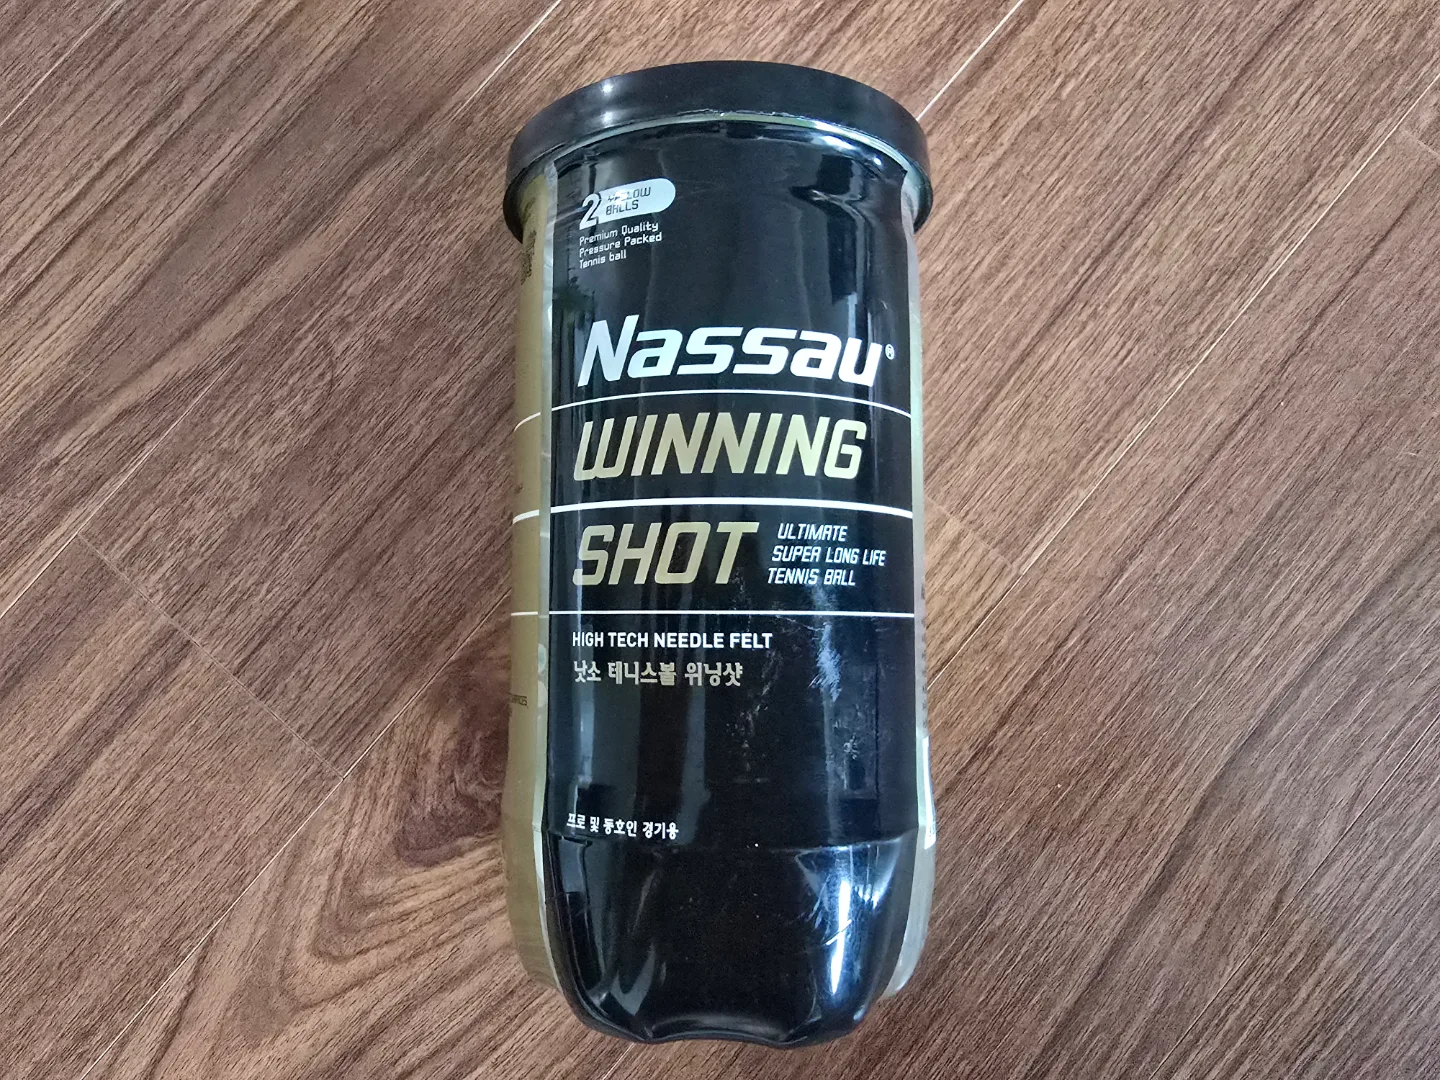 2 YELLOW
BALLS
Premium Quality
Pressure Packed
Tennis ball
Nassau®
WINNING
SHOT
ULTIMATE
SUPER LONG LIFE
TENNIS BALL
HIGH TECH NEEDLE FELT
낫소 테니스볼 위닝샷
프로 및 동호인 경기용